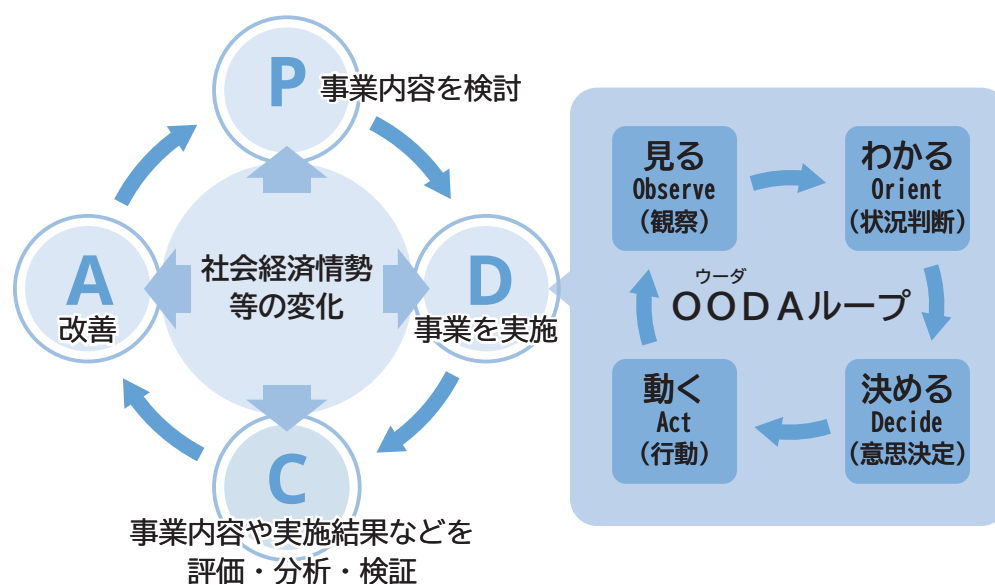 P
事業内容を検討
D
事業を実施
C
事業内容や実施結果などを
評価・分析・検証
A
改善
社会経済情勢
等の変化
見る
Observe
（観察）
わかる
Orient
（状況判断）
ウーダ
ＯＯＤＡループ
動く
Act
（行動）
決める
Decide
（意思決定）